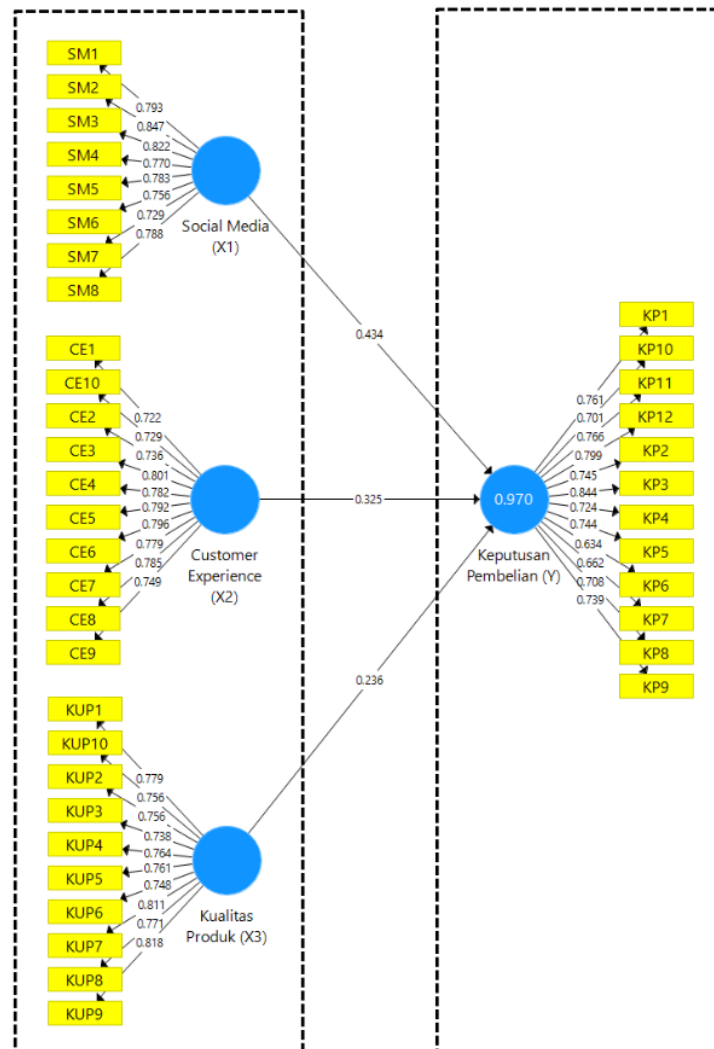 SM1
SM2
SM3
SM4
SM5
SM6
SM7
SM8
0.793
0.847
0.822
0.770
0.783
0.756
0.729
0.788
Social Media
(X1)
0.434
CE1
CE10
CE2
CE3
CE4
CE5
CE6
CE7
CE8
CE9
0.722
0.729
0.736
0.801
0.782
0.792
0.796
0.779
0.785
0.749
Customer
Experience
(X2)
0.325
KUP1
KUP10
KUP2
KUP3
KUP4
KUP5
KUP6
KUP7
KUP8
KUP9
0.779
0.756
0.756
0.738
0.764
0.761
0.748
0.811
0.771
0.818
Kualitas
Produk (X3)
0.236
0.970
Keputusan
Pembelian (Y)
0.761
0.701
0.766
0.799
0.745
0.844
0.724
0.744
0.634
0.662
0.708
0.739
KP1
KP10
KP11
KP12
KP2
KP3
KP4
KP5
KP6
KP7
KP8
KP9